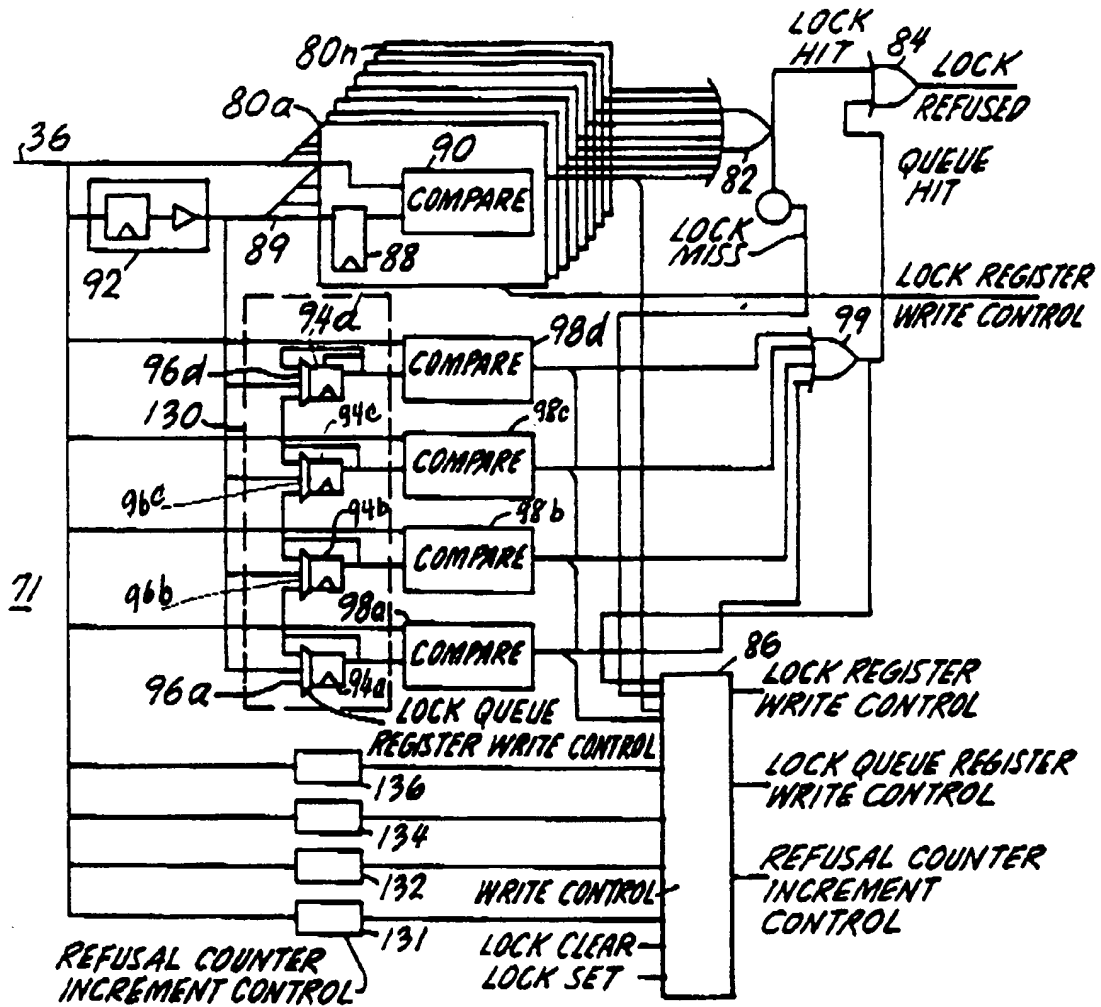 80n
LOCK
HIT
84
LOCK
REFUSED
80a
36
90
COMPARE
82
QUEUE
HIT
92
89
88
LOCK
MISS
LOCK REGISTER
WRITE CONTROL
94d
98d
99
96d
COMPARE
130
94c
98c
COMPARE
96c
94b
98b
71
COMPARE
96b
98a
COMPARE
86
96a
94a
LOCK QUEUE
REGISTER WRITE CONTROL
LOCK REGISTER
WRITE CONTROL
136
LOCK QUEUE REGISTER
WRITE CONTROL
134
132
WRITE CONTROL
REFUSAL COUNTER
INCREMENT
CONTROL
131
REFUSAL COUNTER
INCREMENT CONTROL
LOCK CLEAR
LOCK SET